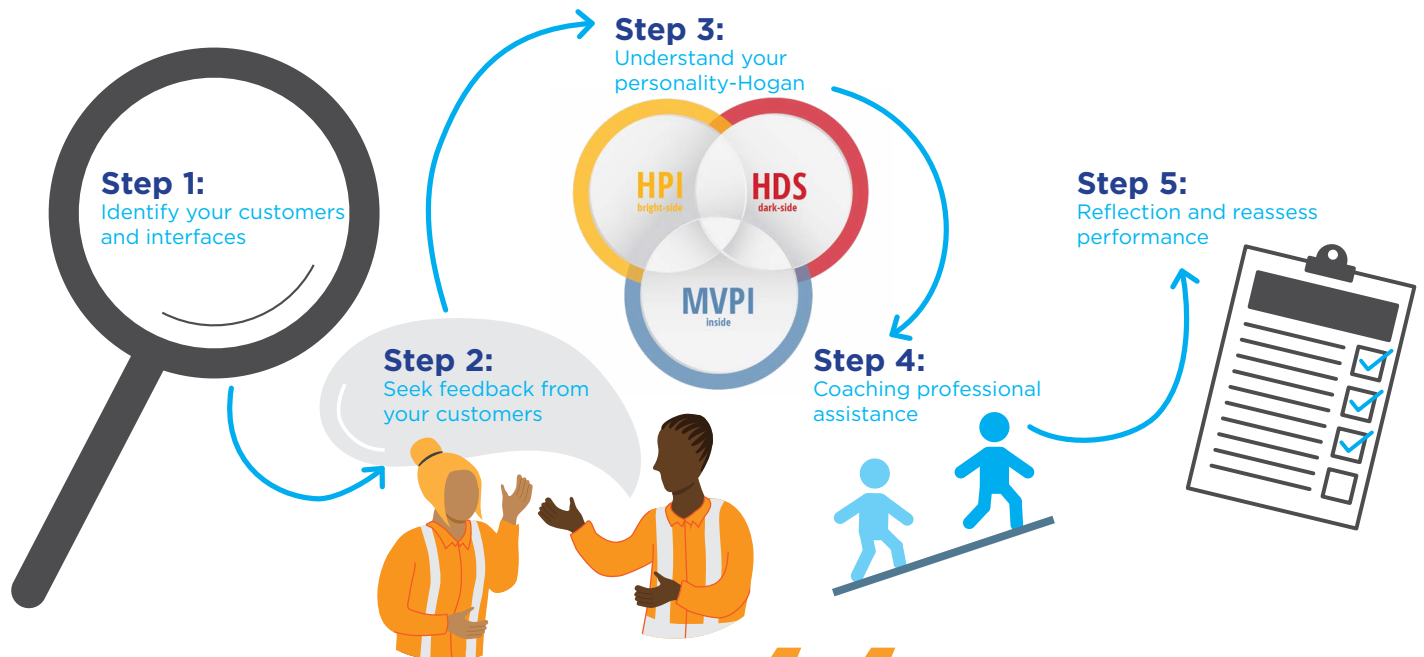 Step 1:
Identify your customers
and interfaces
Step 2:
Seek feedback from
your customers
Step 3:
Understand your
personality-Hogan
HPI
bright-side
HDS
dark-side
MVPI
inside
Step 4:
Coaching professional
assistance
Step 5:
Reflection and reassess
performance